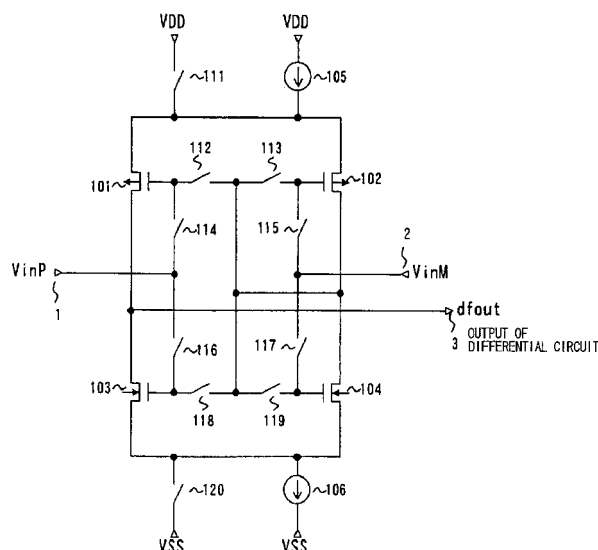 VDD
VDD
111
105
112
113
101
102
114
115
2
VinP
VinM
1
dfout
3 OUTPUT OF
DIFFERENTIAL CIRCUIT
116
117
103
104
118
119
120
106
VSS
VSS